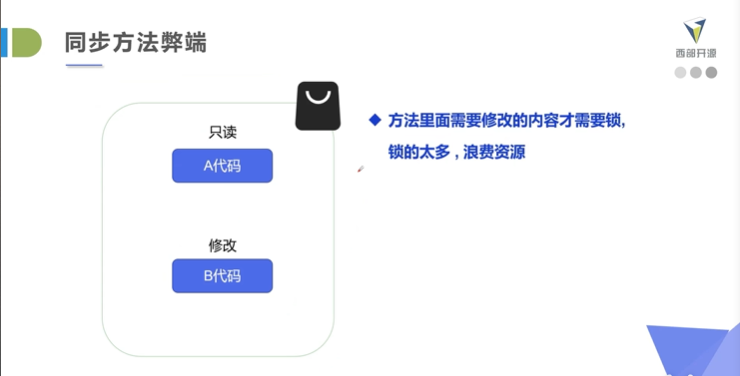 同步方法弊端
西部开源
只读
A代码
修改
B代码
方法里面需要修改的内容才需要锁,
锁的太多 , 浪费资源